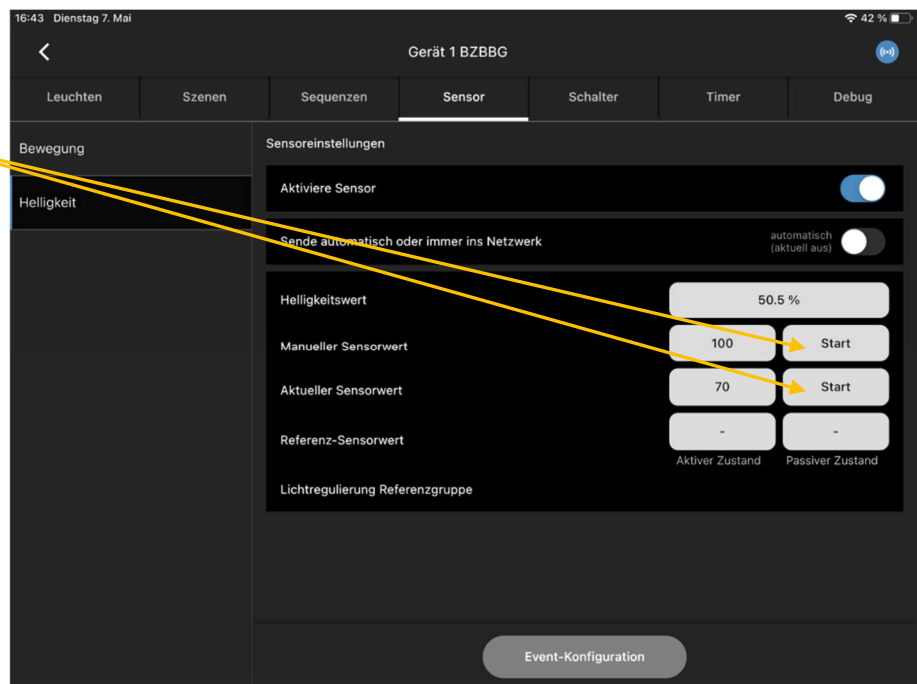 16:43 Dienstag 7. Mai 42 %
Gerät 1 BZBBG
Leuchten Szenen Sequenzen Sensor Schalter Timer Debug
Bewegung
Helligkeit
Sensoreinstellungen
Aktiviere Sensor
Sende automatisch oder immer ins Netzwerk automatisch
(aktuell aus)
Helligkeitswert 50.5 %
Manueller Sensorwert 100 Start
Aktueller Sensorwert 70 Start
Referenz-Sensorwert - -
Aktiver Zustand Passiver Zustand
Lichtregulierung Referenzgruppe
Event-Konfiguration